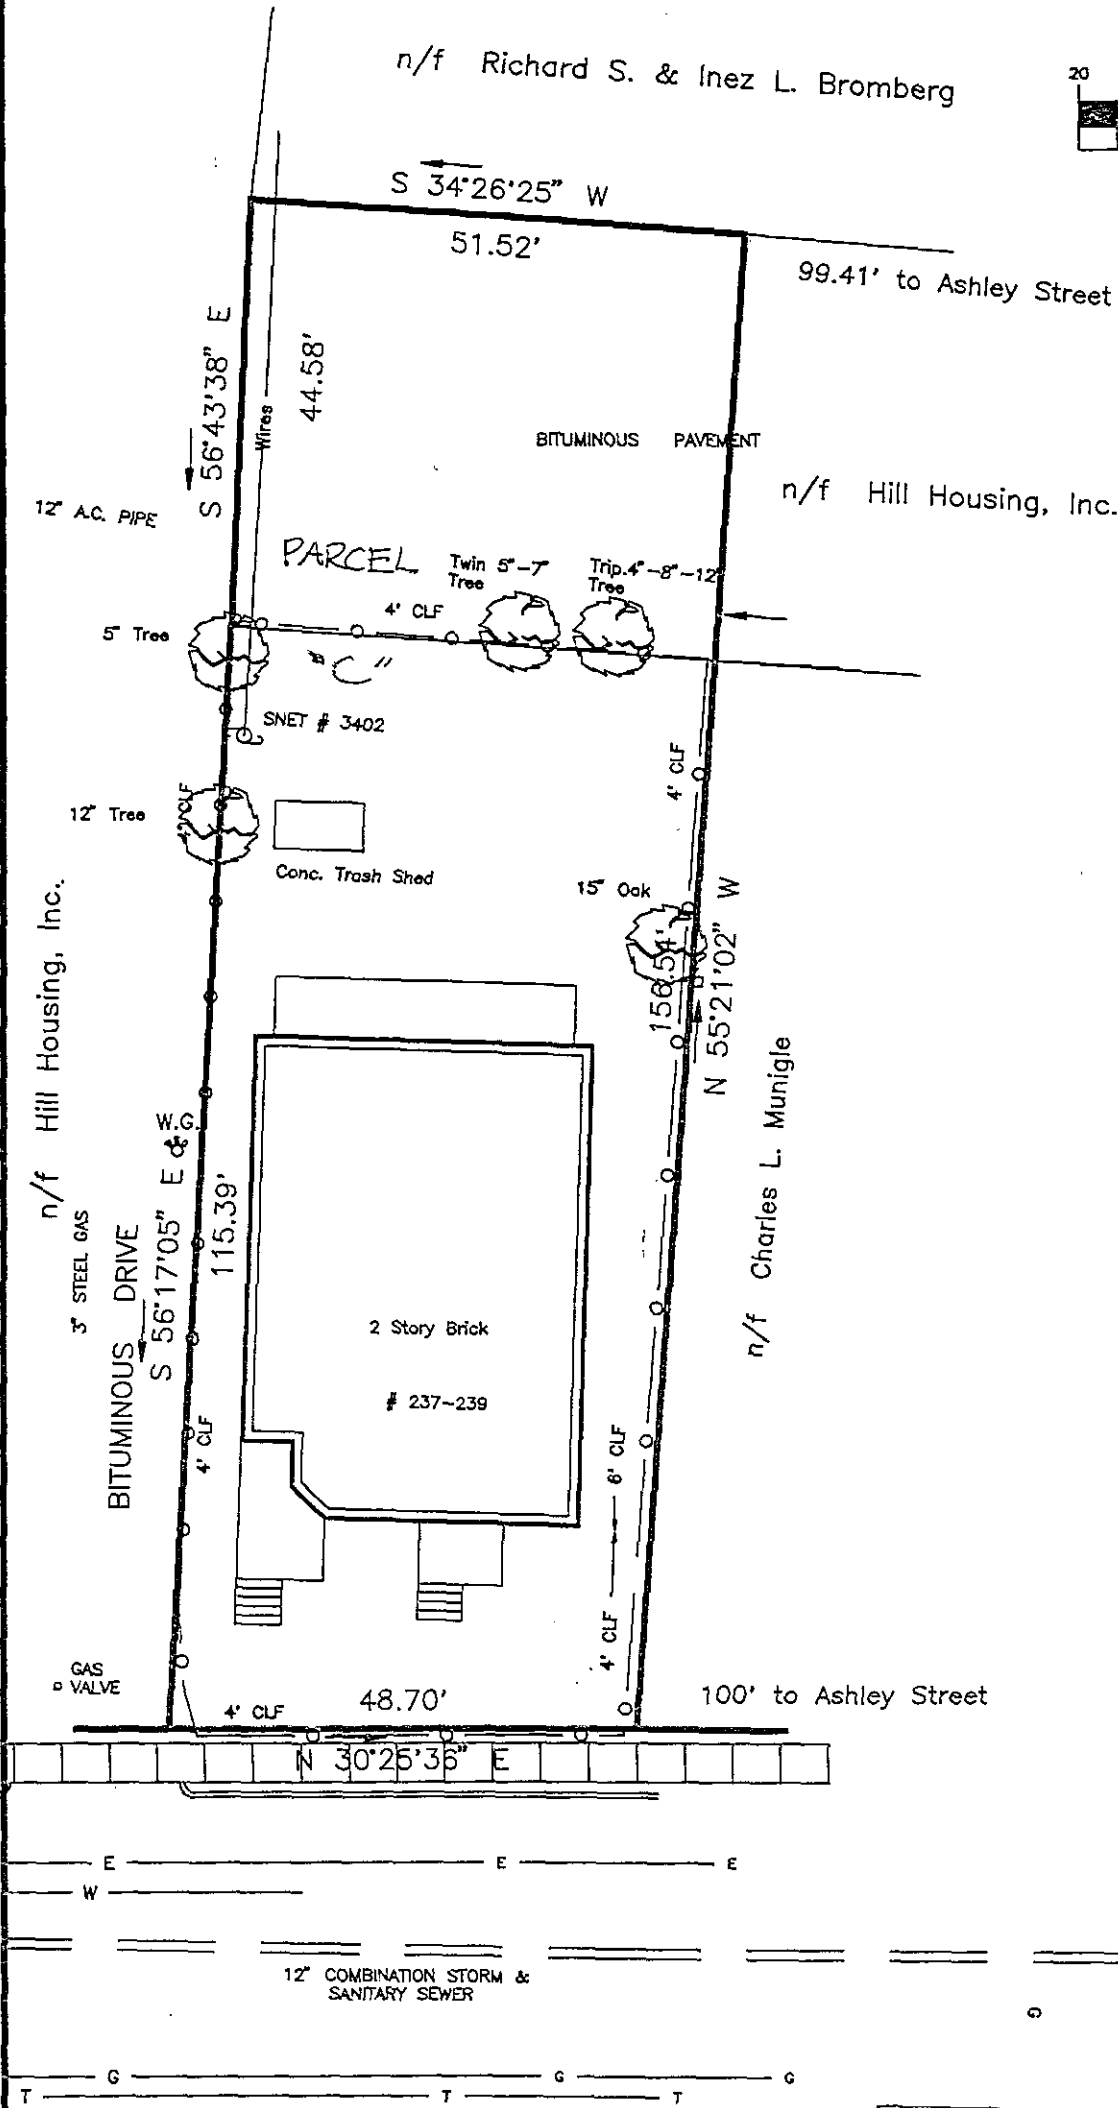 n/f Richard S. & Inez L. Bromberg
20
S 34°26'25" W
51.52'
99.41' to Ashley Street
S 56°43'38" E
44.58'
Wires
BITUMINOUS PAVEMENT
n/f Hill Housing, Inc.
12" A.C. PIPE
PARCEL
"C"
Twin 5"-7"
Tree
Trip.4"-8"-12"
Tree
4' CLF
5" Tree
SNET # 3402
4' CLF
12" Tree
4' CLF
Conc. Trash Shed
15" Oak
156.54'
N 55°21'02" W
n/f Hill Housing, Inc.
n/f Charles L. Munigle
W.G.
3" STEEL GAS
BITUMINOUS DRIVE
S 56°17'05" E
115.39'
2 Story Brick
# 237-239
4' CLF
6' CLF
4' CLF
GAS
VALVE
4' CLF
48.70'
100' to Ashley Street
N 30°25'36" E
E E E
W
12" COMBINATION STORM &
SANITARY SEWER
G
G G G
T T T